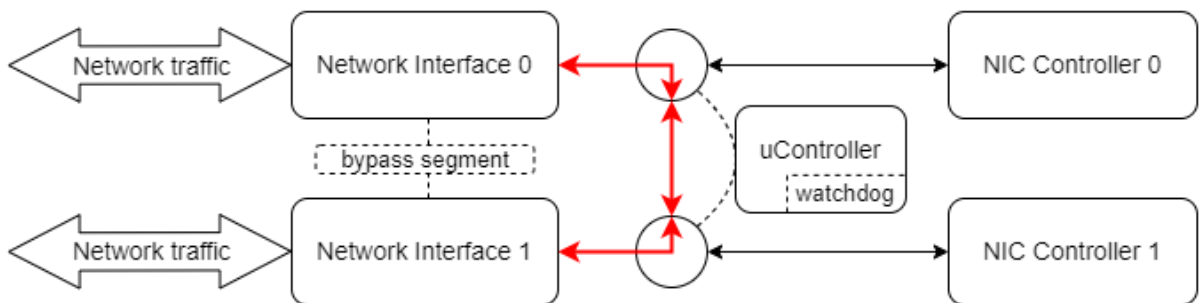 Network traffic
Network Interface 0
NIC Controller 0
bypass segment
uController
watchdog
Network traffic
Network Interface 1
NIC Controller 1